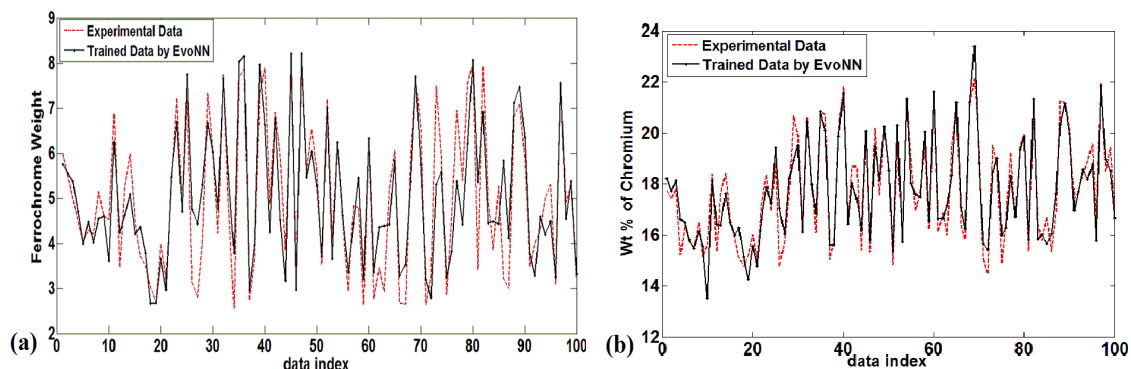 9
8
7
6
5
4
3
2
Ferrochrome Weight
Experimental Data
Trained Data by EvoNN
0 10 20 30 40 50 60 70 80 90 100
data index
(a)
24
22
20
18
16
14
12
Wt % of Chromium
Experimental Data
Trained Data by EvoNN
0 20 40 60 80 100
data index
(b)